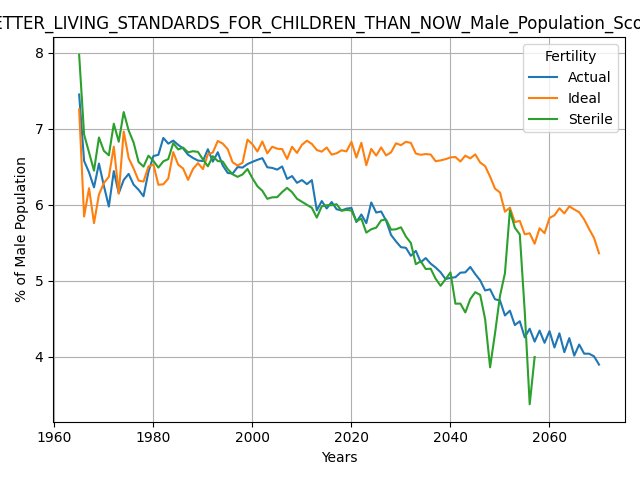 ETTER_LIVING_STANDARDS_FOR_CHILDREN_THAN_NOW_Male_Population_Sco
Fertility
Actual
Ideal
Sterile
% of Male Population
8
7
6
5
4
1960 1980 2000 2020 2040 2060
Years